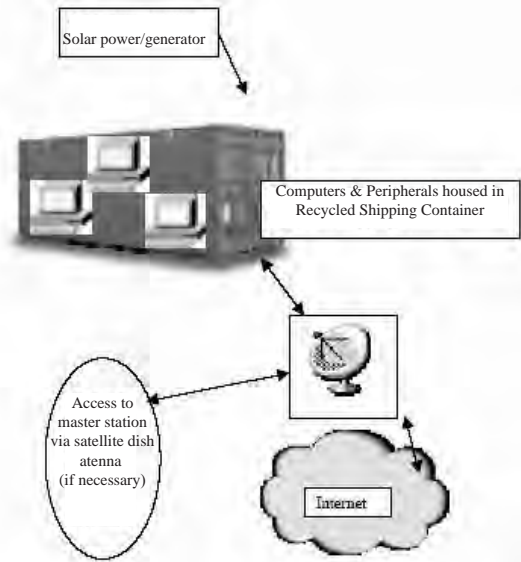 Solar power/generator
Computers & Peripherals housed in
Recycled Shipping Container
Access to
master station
via satellite dish
atenna
(if necessary)
Internet